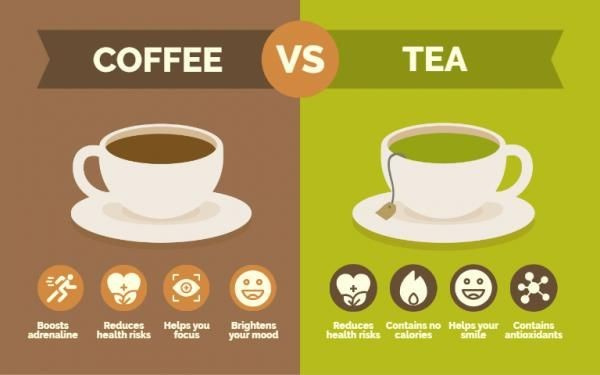 COFFEE VS TEA
Boosts
adrenaline
Reduces
health risks
Helps you
focus
Brightens
your mood
Reduces
health risks
Contains no
calories
Helps your
smile
Contains
antioxidants